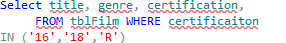 Select title, genre, certification,
FROM tblFilm WHERE certificaiton
IN ('16','18','R')